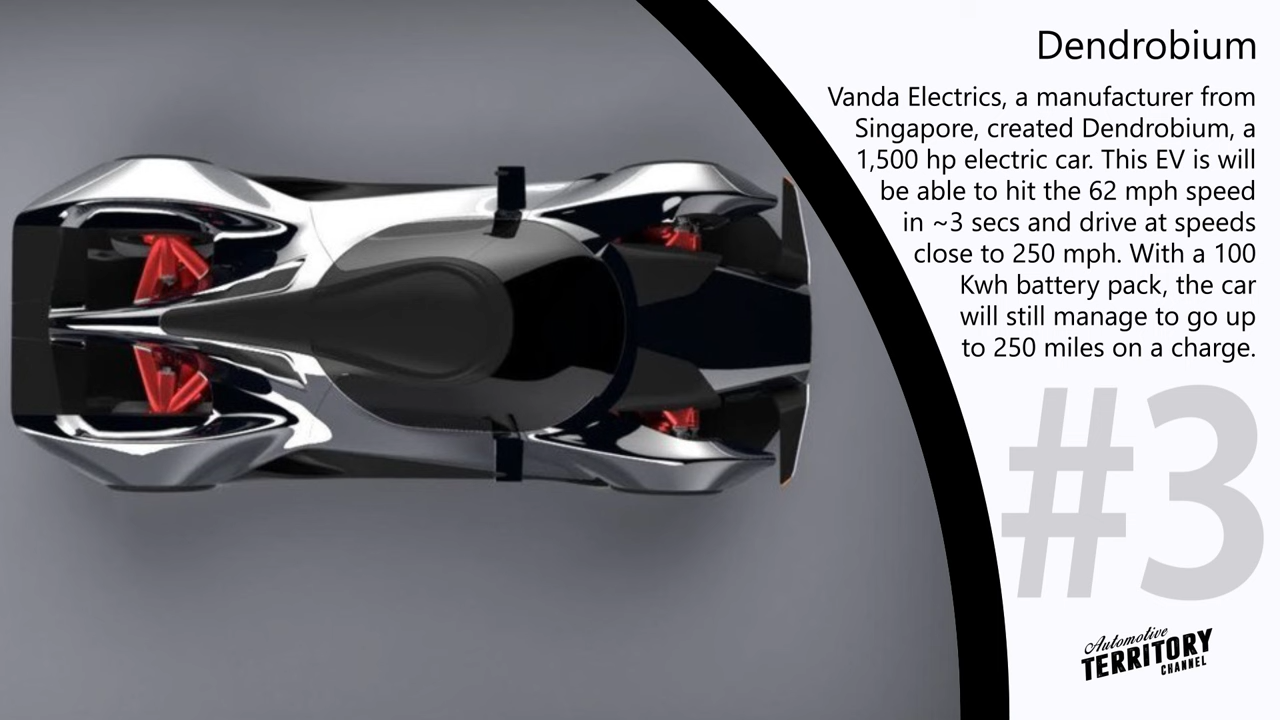 Dendrobium
Vanda Electrics, a manufacturer from
Singapore, created Dendrobium, a
1,500 hp electric car. This EV is will
be able to hit the 62 mph speed
in ~3 secs and drive at speeds
close to 250 mph. With a 100
Kwh battery pack, the car
will still manage to go up
to 250 miles on a charge.
#3
Automotive
TERRITORY
CHANNEL